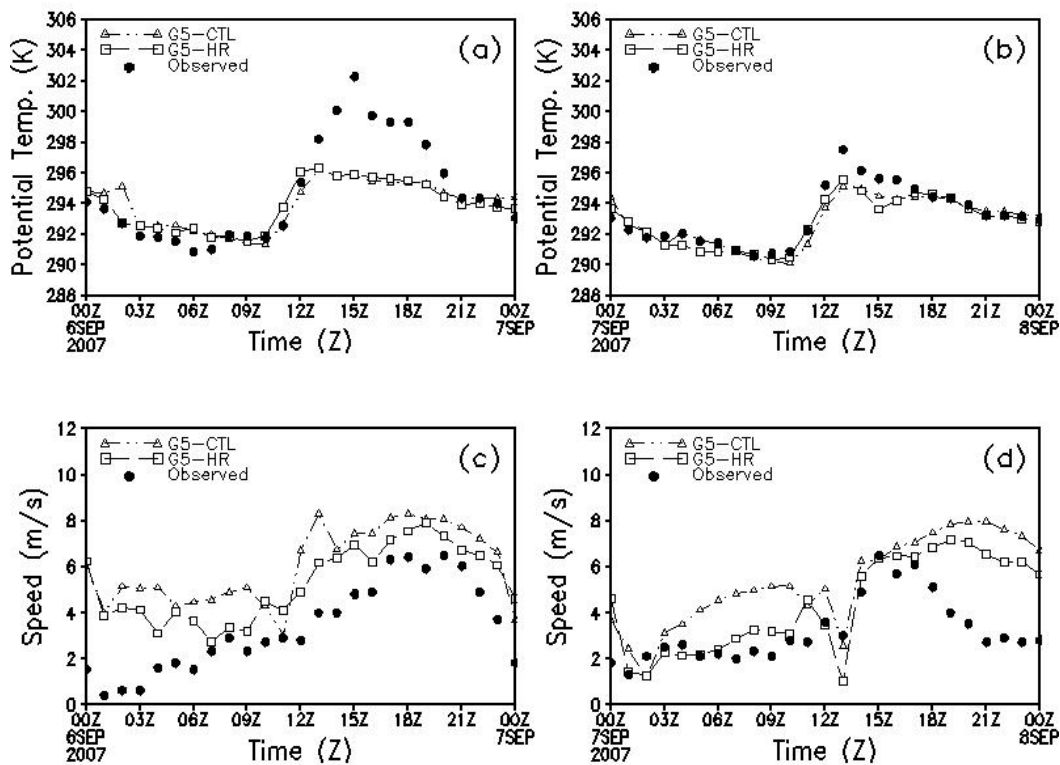 306
304
302
300
298
296
294
292
290
288
Potential Temp. (K)
G5-CTL
G5-HR
Observed
(a)
00Z 03Z 06Z 09Z 12Z 15Z 18Z 21Z 00Z
6SEP 7SEP
2007
Time (Z)
306
304
302
300
298
296
294
292
290
288
Potential Temp. (K)
G5-CTL
G5-HR
Observed
(b)
00Z 03Z 06Z 09Z 12Z 15Z 18Z 21Z 00Z
7SEP 8SEP
2007
Time (Z)
12
10
8
6
4
2
0
Speed (m/s)
G5-CTL
G5-HR
Observed
(c)
00Z 03Z 06Z 09Z 12Z 15Z 18Z 21Z 00Z
6SEP 7SEP
2007
Time (Z)
12
10
8
6
4
2
0
Speed (m/s)
G5-CTL
G5-HR
Observed
(d)
00Z 03Z 06Z 09Z 12Z 15Z 18Z 21Z 00Z
7SEP 8SEP
2007
Time (Z)